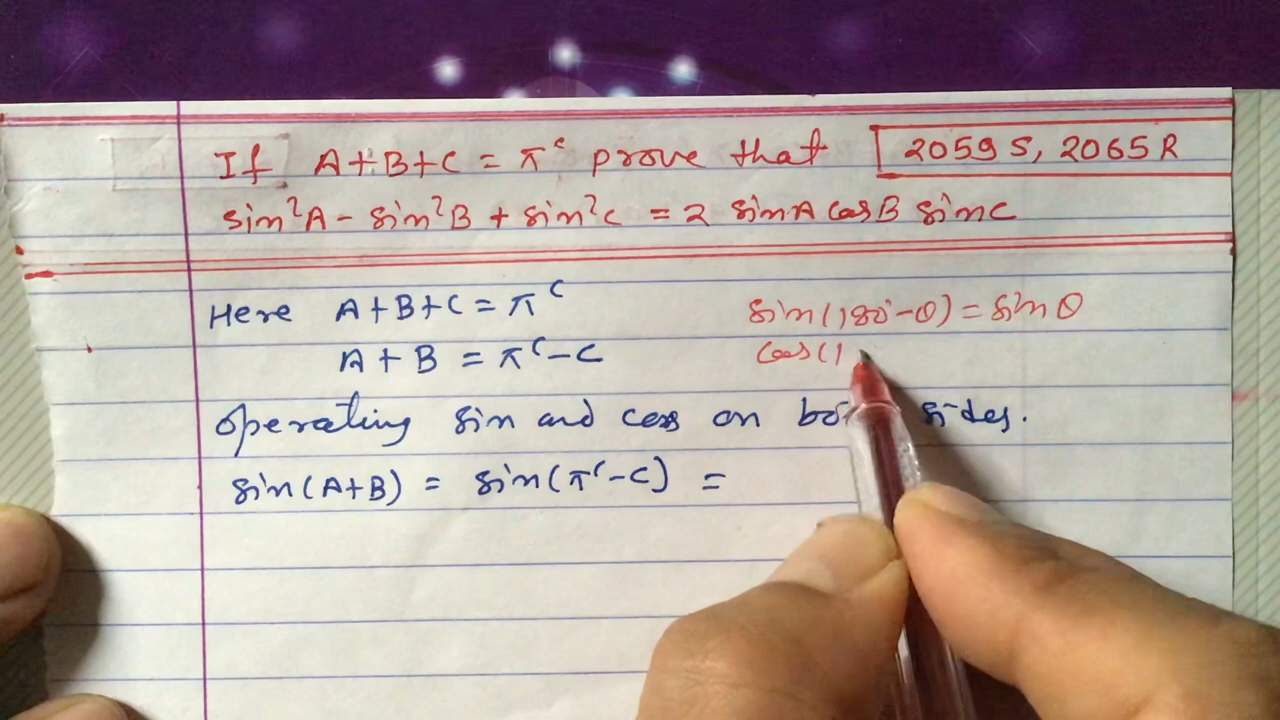 If A+B+C = π^c prove that 2059 S, 2065 R
sin²A - sin²B + sin²C = 2 sinA cosB sinC
Here A+B+C = π^c
sin(180°-θ) = sinθ
A + B = π^c - C
cos(1
operating sin and cos on sides.
sin(A+B) = sin(π^c-C) =